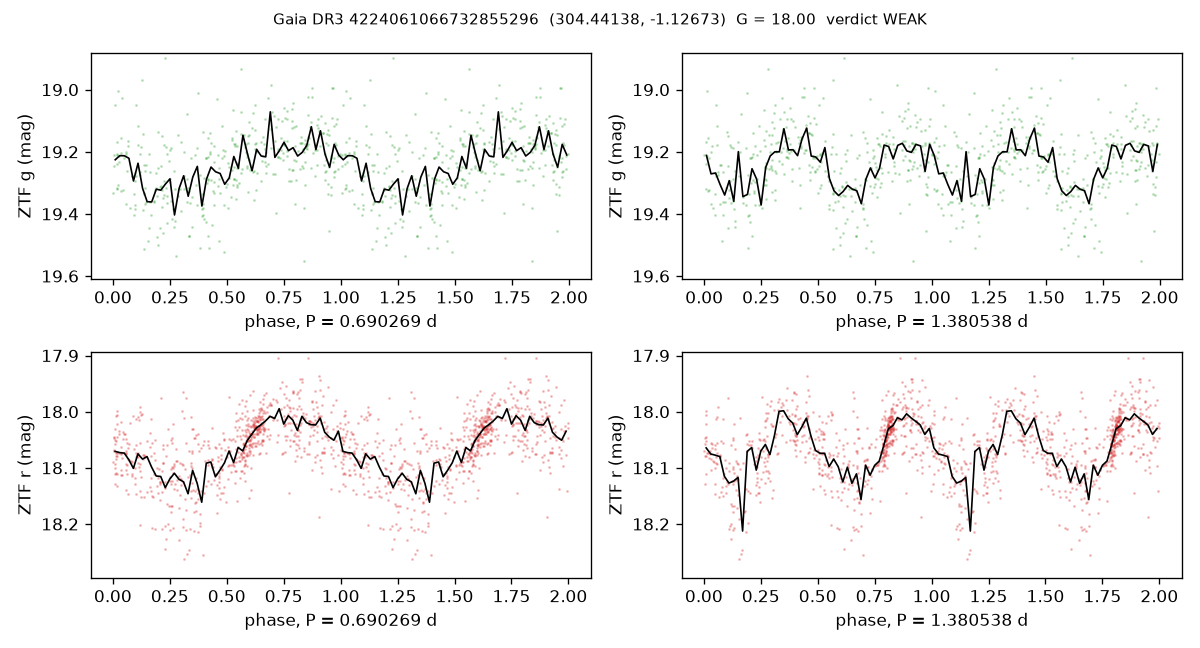 Gaia DR3 4224061066732855296 (304.44138, -1.12673) G = 18.00 verdict WEAK
ZTF g (mag)
19.0
19.2
19.4
19.6
0.00 0.25 0.50 0.75 1.00 1.25 1.50 1.75 2.00
phase, P = 0.690269 d
ZTF g (mag)
19.0
19.2
19.4
19.6
0.00 0.25 0.50 0.75 1.00 1.25 1.50 1.75 2.00
phase, P = 1.380538 d
ZTF r (mag)
17.9
18.0
18.1
18.2
0.00 0.25 0.50 0.75 1.00 1.25 1.50 1.75 2.00
phase, P = 0.690269 d
ZTF r (mag)
17.9
18.0
18.1
18.2
0.00 0.25 0.50 0.75 1.00 1.25 1.50 1.75 2.00
phase, P = 1.380538 d